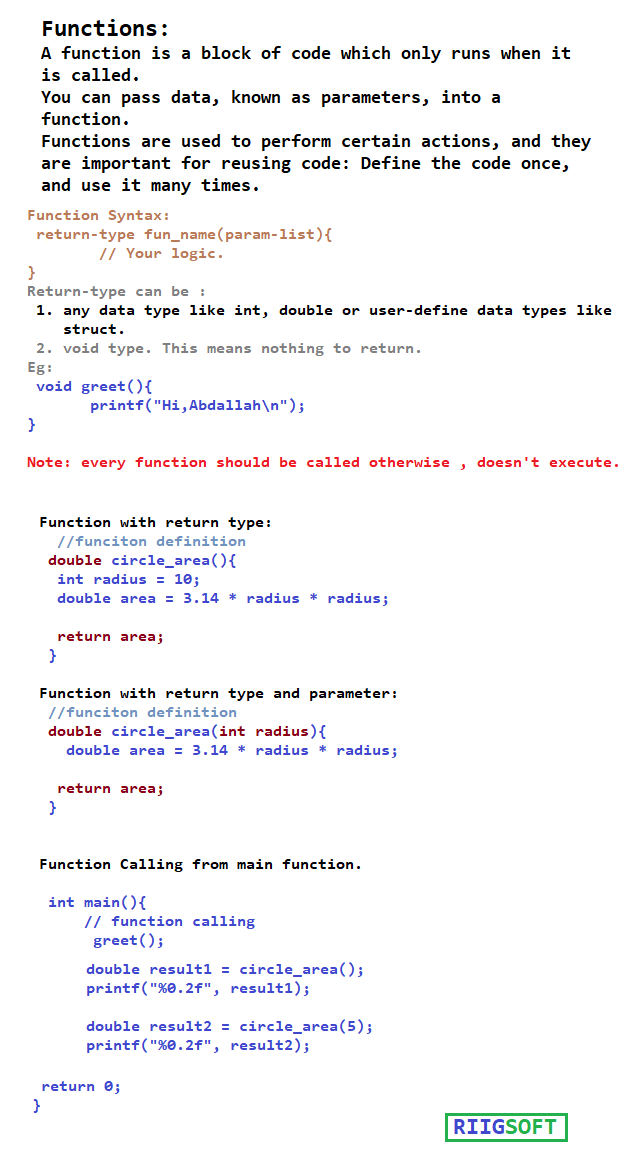 Functions:
A function is a block of code which only runs when it
is called.
You can pass data, known as parameters, into a
function.
Functions are used to perform certain actions, and they
are important for reusing code: Define the code once,
and use it many times.
Function Syntax:
return-type fun_name(param-list){
// Your logic.
}
Return-type can be :
1. any data type like int, double or user-define data types like
struct.
2. void type. This means nothing to return.
Eg:
void greet(){
printf("Hi,Abdallah\n");
}
Note: every function should be called otherwise , doesn't execute.
Function with return type:
//funciton definition
double circle_area(){
int radius = 10;
double area = 3.14 * radius * radius;
return area;
}
Function with return type and parameter:
//funciton definition
double circle_area(int radius){
double area = 3.14 * radius * radius;
return area;
}
Function Calling from main function.
int main(){
// function calling
greet();
double result1 = circle_area();
printf("%0.2f", result1);
double result2 = circle_area(5);
printf("%0.2f", result2);
return 0;
}
RIIGSOFT